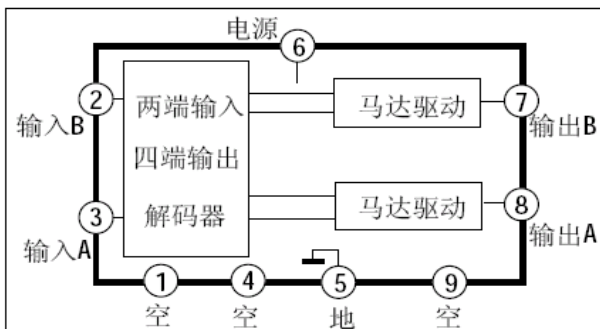 电源
⑥
② 两端输入 马达驱动 ⑦
输入B 输出B
四端输出
③ 解码器 马达驱动 ⑧
输入A 输出A
① ④ ⑤ ⑨
空 空 地 空